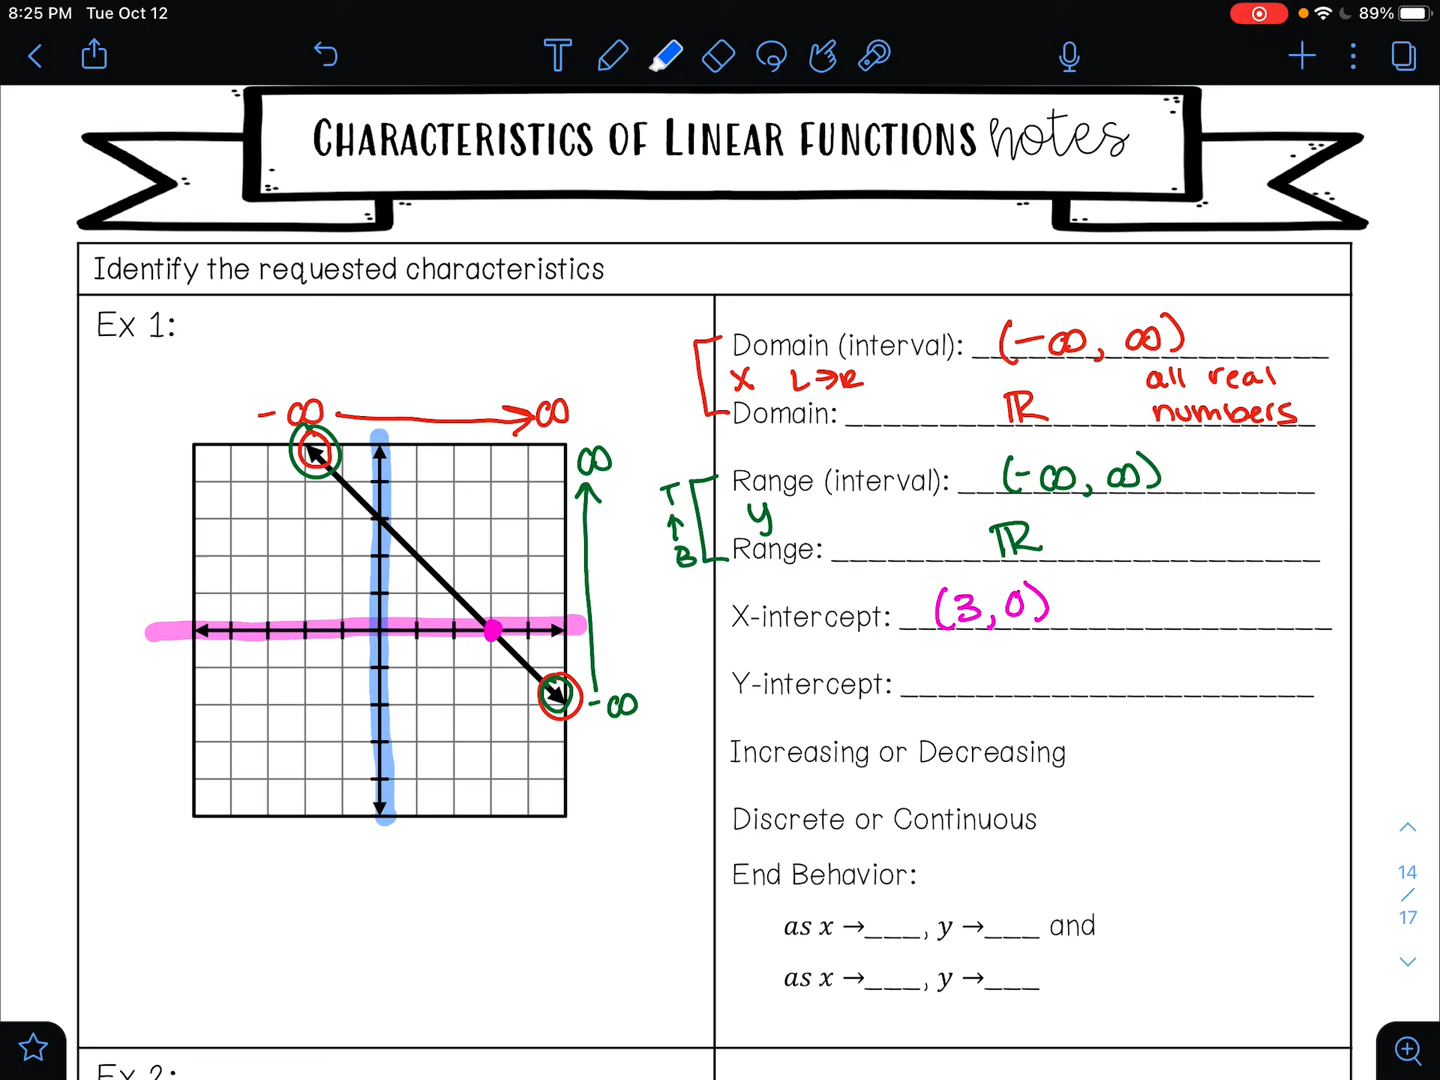 8:25 PM Tue Oct 12
89%
CHARACTERISTICS OF LINEAR FUNCTIONS notes
Identify the requested characteristics
Ex 1:
Domain (interval): (-∞, ∞)
X L→R all real
Domain: ℝ numbers
-∞ → ∞
∞
Range (interval): (-∞, ∞)
T
y
↑
B
Range: ℝ
X-intercept: (3,0)
Y-intercept: ____________________
-∞
Increasing or Decreasing
Discrete or Continuous
End Behavior:
as x →___, y →___ and
as x →___, y →___
14
/
17
Ex 2: